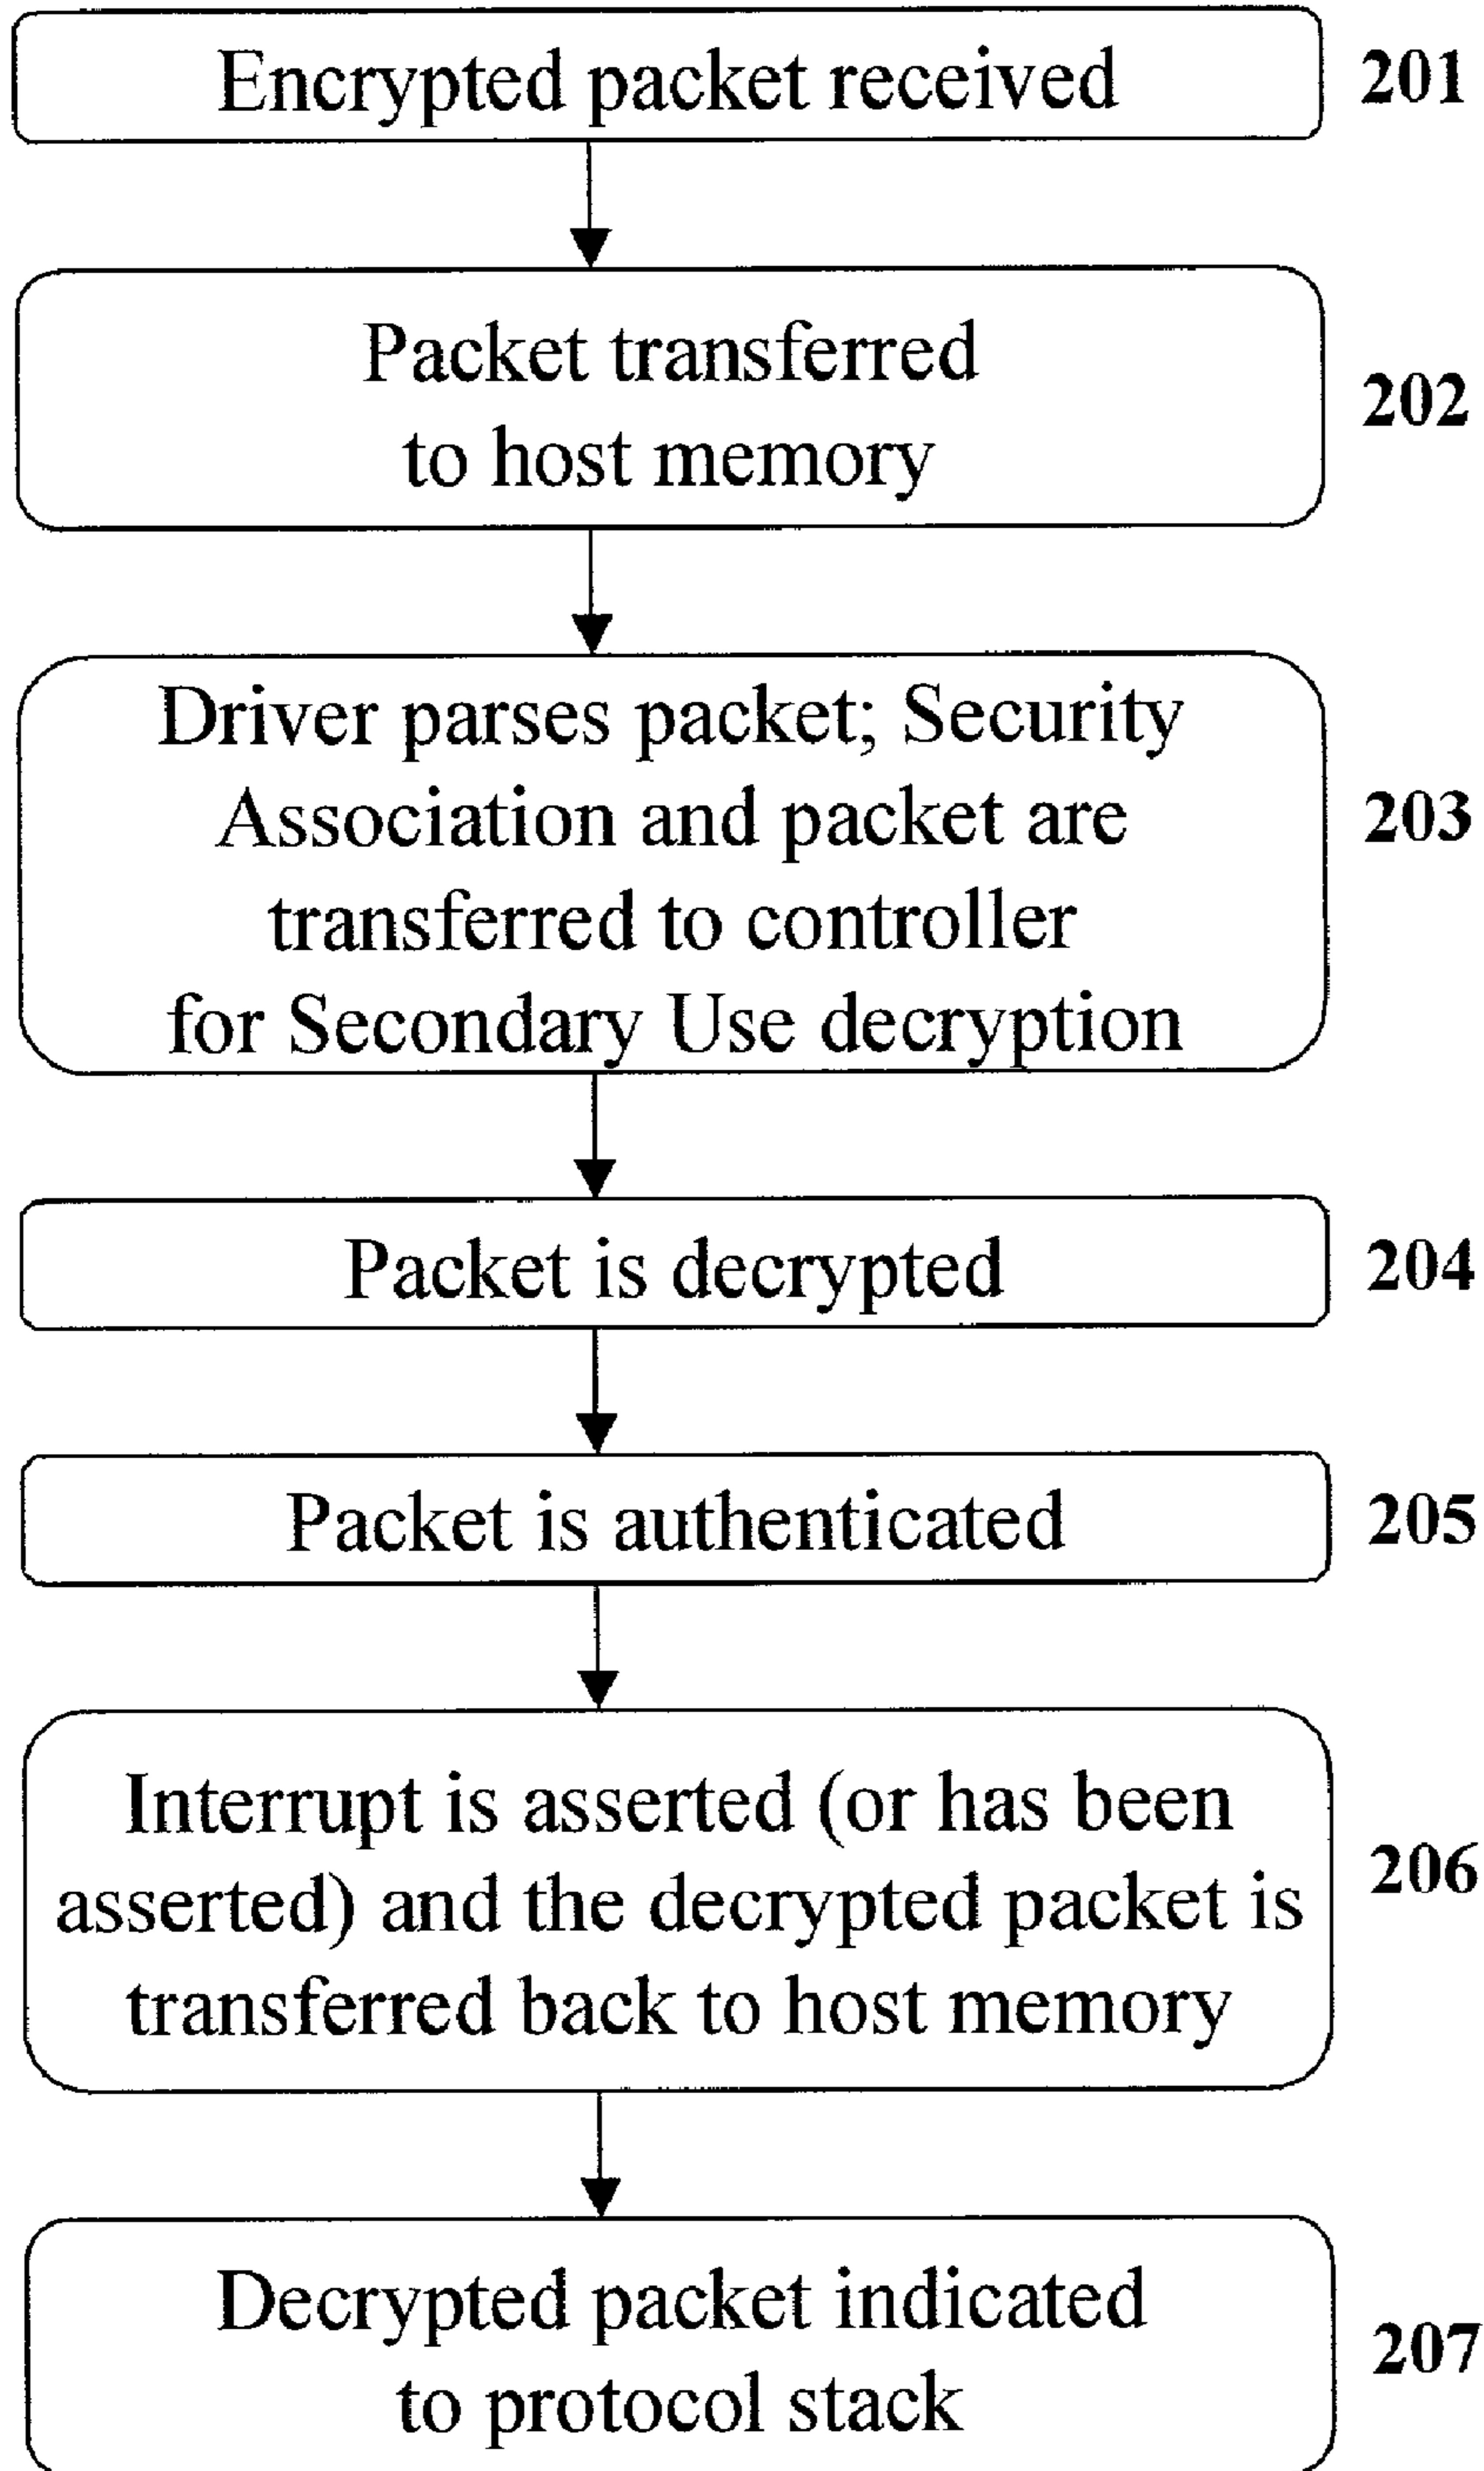 Encrypted packet received
201
Packet transferred
to host memory
202
Driver parses packet; Security
Association and packet are
transferred to controller
for Secondary Use decryption
203
Packet is decrypted
204
Packet is authenticated
205
Interrupt is asserted (or has been
asserted) and the decrypted packet is
transferred back to host memory
206
Decrypted packet indicated
to protocol stack
207